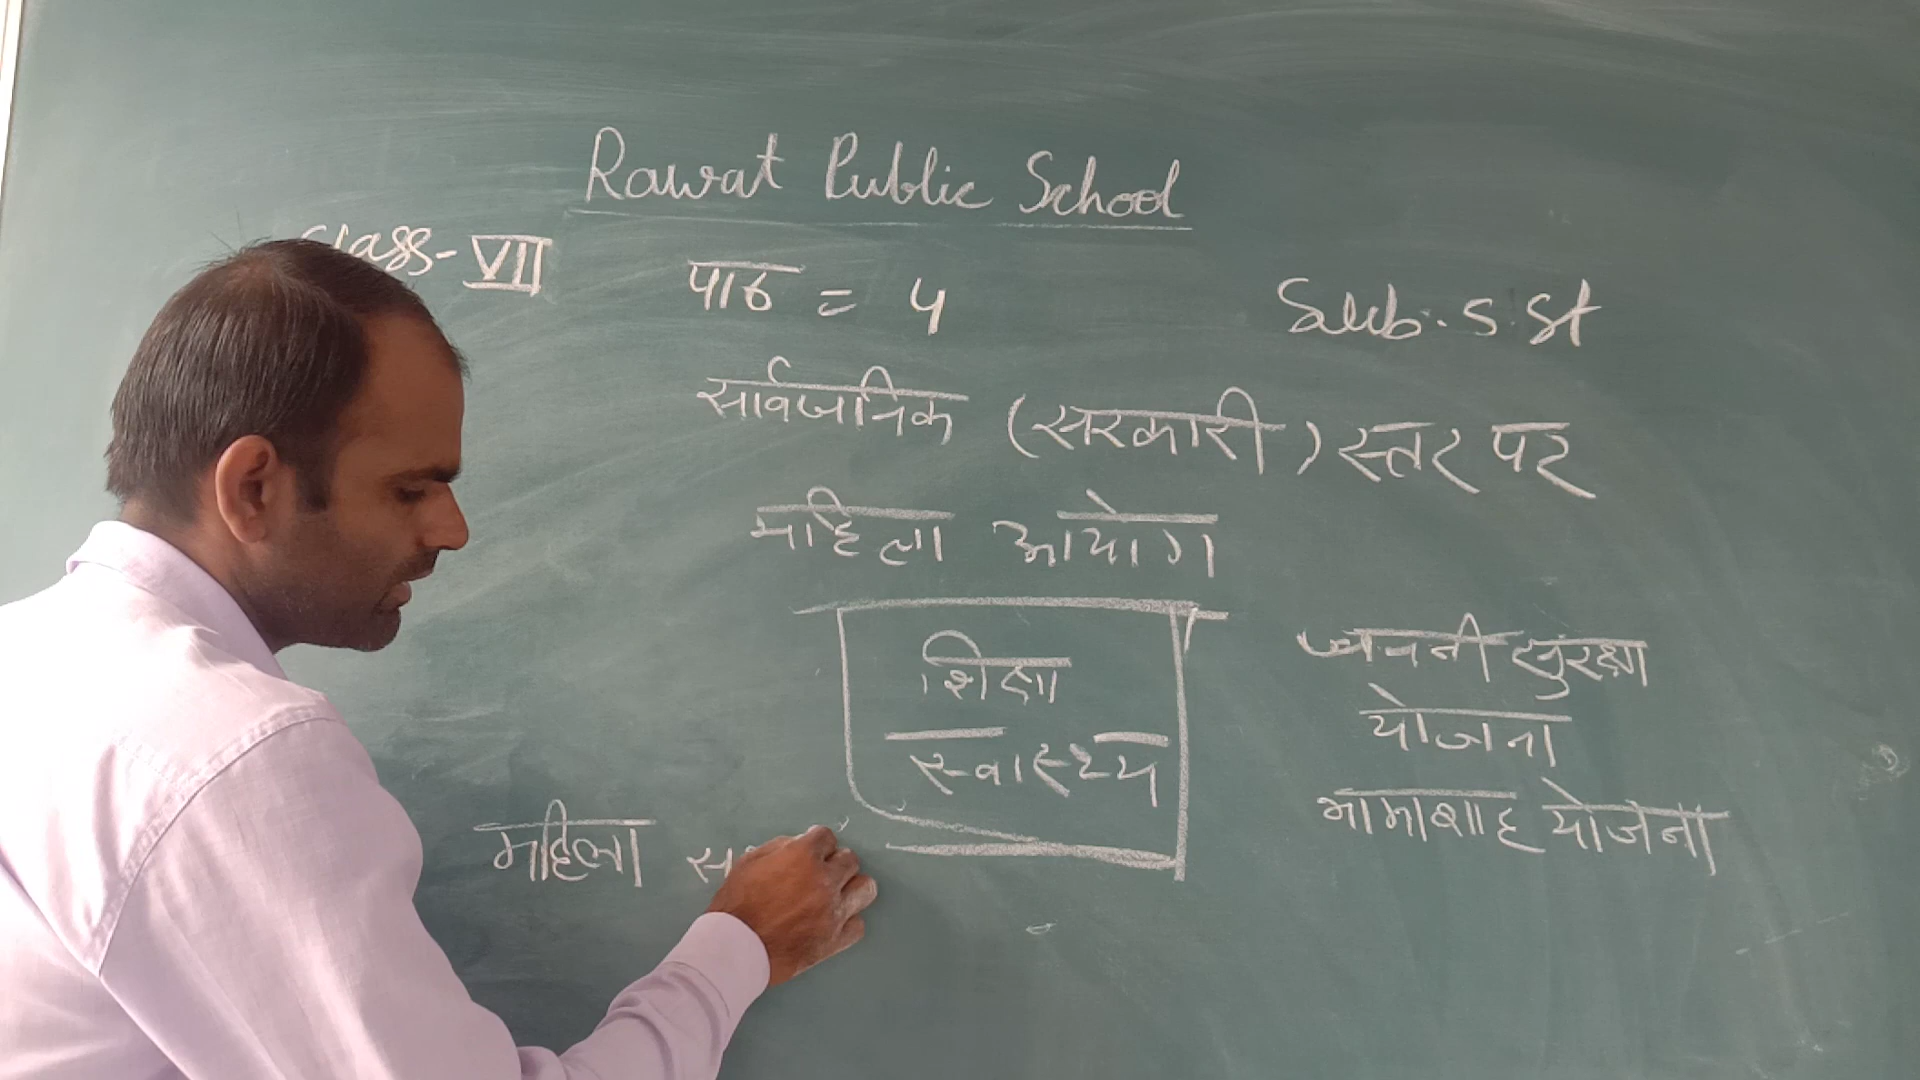 Rawat Public School
Class-VII
पाठ = 4
Sub. S.St
सार्वजनिक (सरकारी) स्तर पर
महिला आयोग
शिक्षा
स्वास्थ्य
जननी सुरक्षा
योजना
भामाशाह योजना
महिला